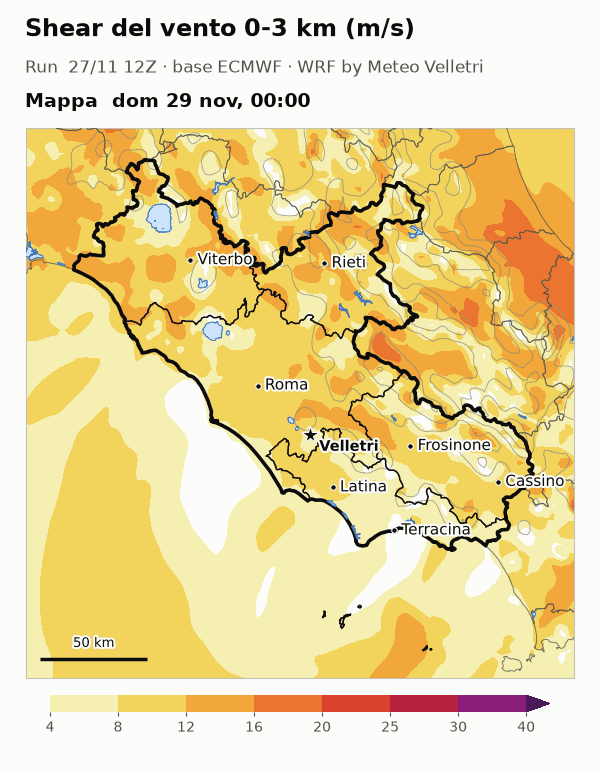 Shear del vento 0-3 km (m/s)
Run  27/11 12Z · base ECMWF · WRF by Meteo Velletri
Mappa  dom 29 nov, 00:00
Viterbo
Rieti
Roma
Velletri
Frosinone
Cassino
Latina
Terracina
50 km
4 8 12 16 20 25 30 40